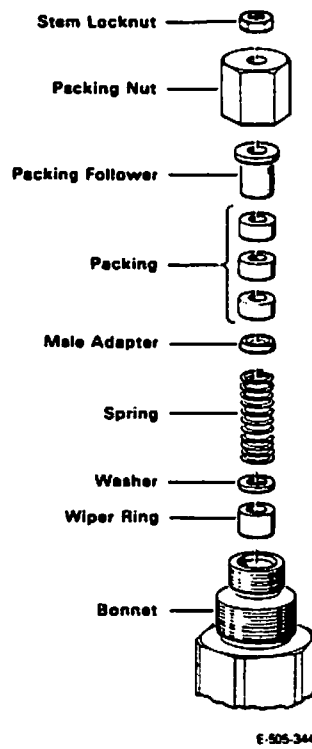 Stem Locknut
Packing Nut
Packing Follower
Packing
Male Adapter
Spring
Washer
Wiper Ring
Bonnet
E-505-344